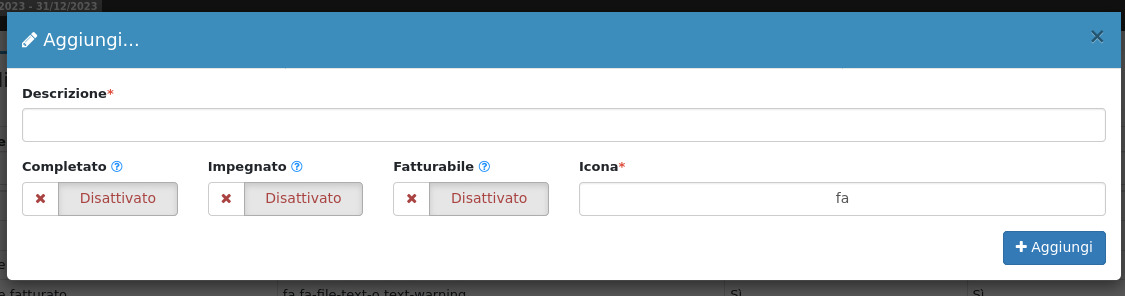 2023 - 31/12/2023
Aggiungi...
×
Descrizione*
Completato Impegnato Fatturabile Icona*
Disattivato Disattivato Disattivato fa
Aggiungi
e fatturato fa fa-file-text-o text-warning Sì Sì